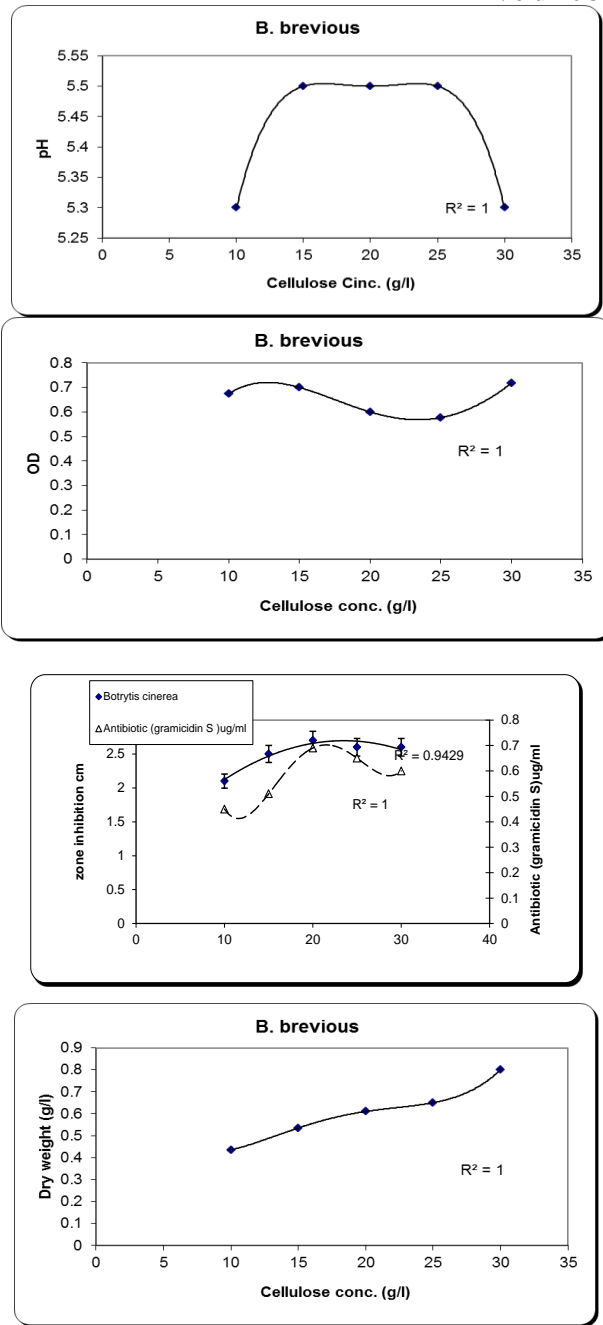 B. brevious
5.55
5.5
5.45
5.4
5.35
5.3
5.25
pH
R² = 1
0 5 10 15 20 25 30 35
Cellulose Cinc. (g/l)
B. brevious
0.8
0.7
0.6
0.5
0.4
0.3
0.2
0.1
0
OD
R² = 1
0 5 10 15 20 25 30 35
Cellulose conc. (g/l)
Botrytis cinerea
Antibiotic (gramicidin S )ug/ml
2.5
2
1.5
1
0.5
0
zone inhibition cm
R² = 0.9429
R² = 1
0.8
0.7
0.6
0.5
0.4
0.3
0.2
0.1
0
Antibiotic (gramicidin S)ug/ml
0 10 20 30 40
B. brevious
0.9
0.8
0.7
0.6
0.5
0.4
0.3
0.2
0.1
0
Dry weight (g/l)
R² = 1
0 5 10 15 20 25 30 35
Cellulose conc. (g/l)